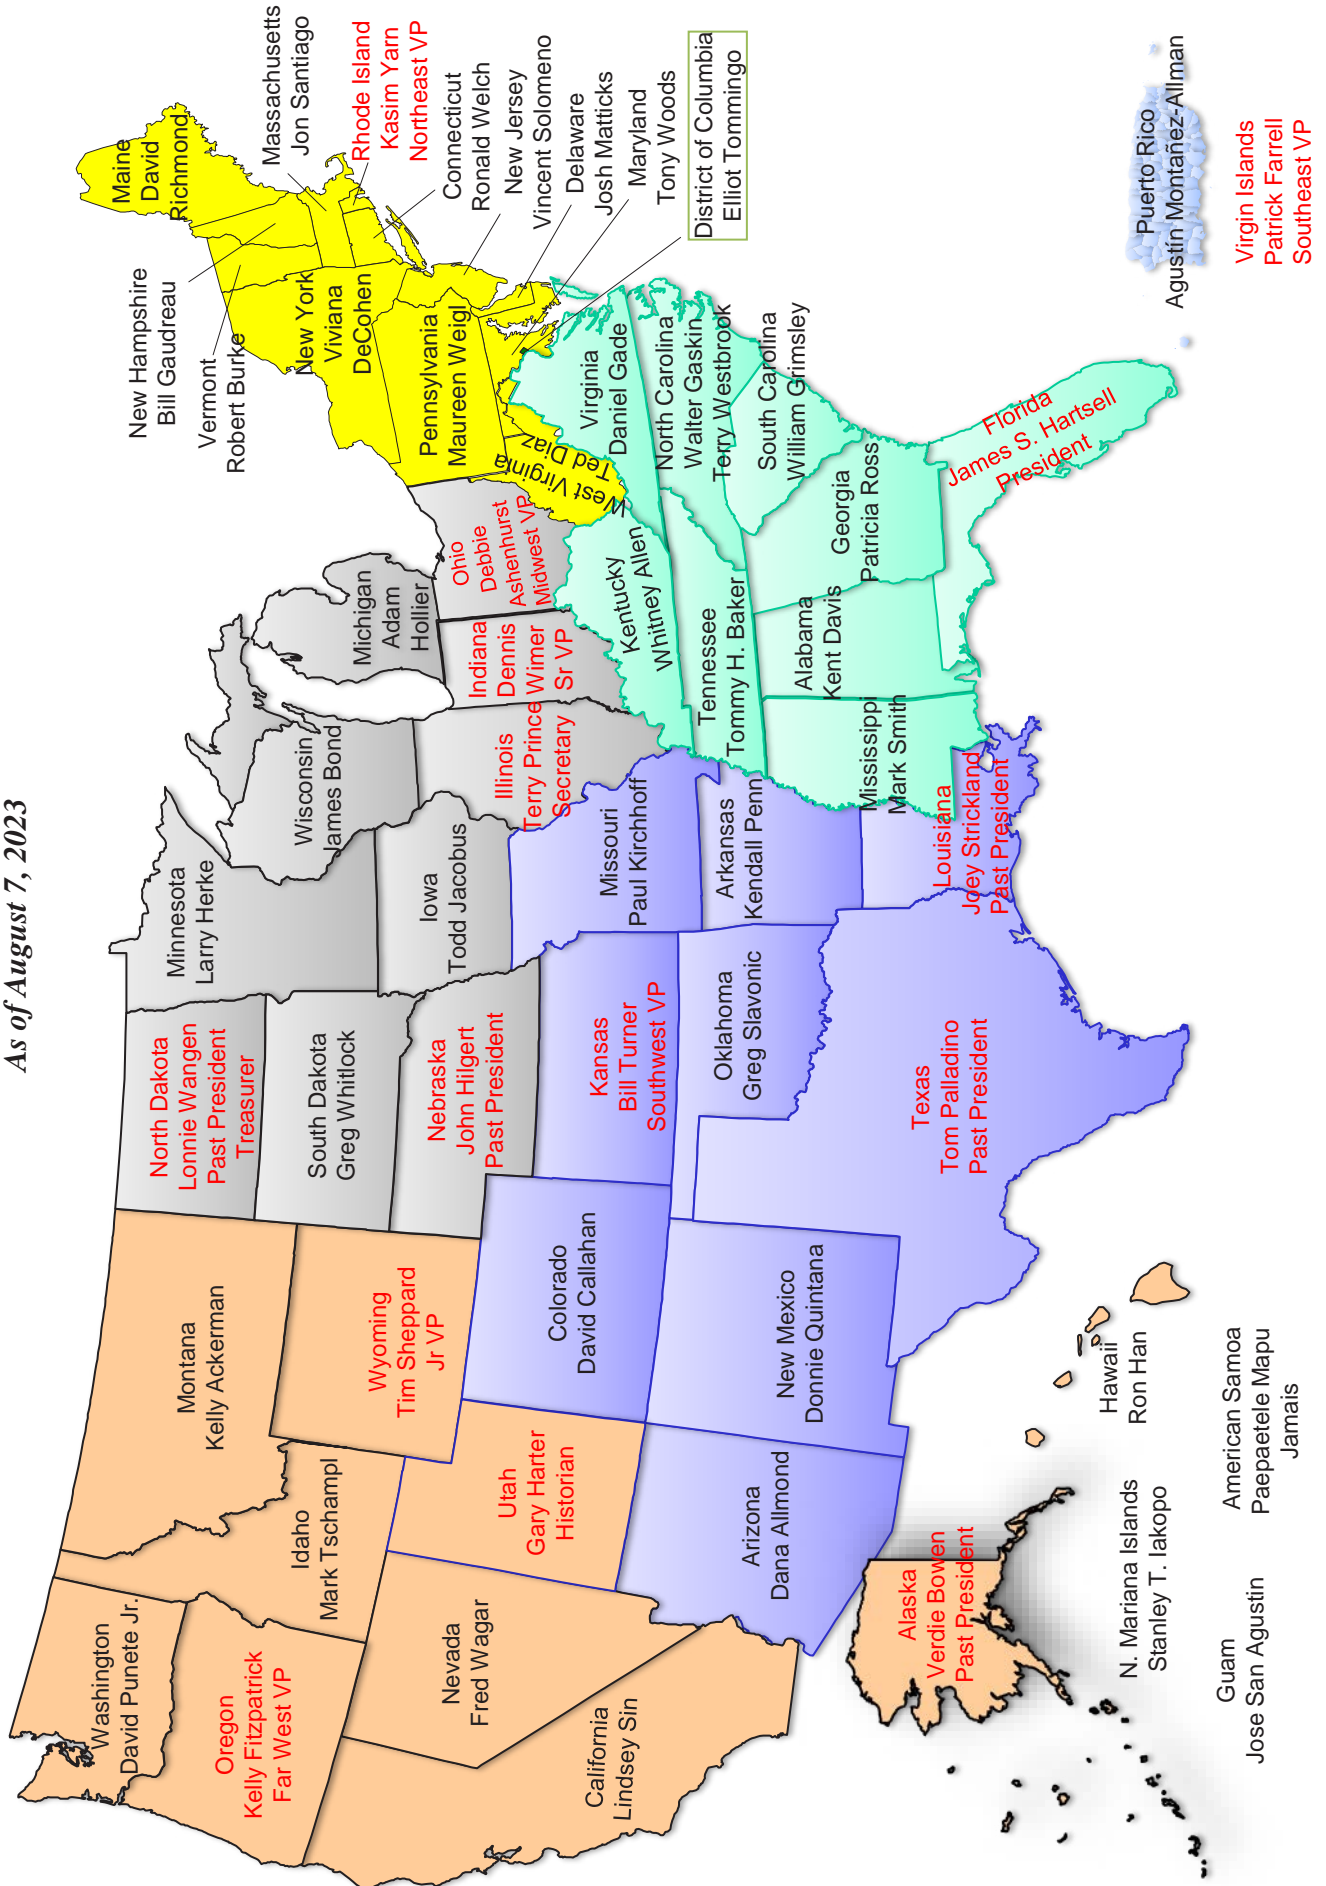 As of August 7, 2023
Washington
David Punete Jr.
Oregon
Kelly Fitzpatrick
Far West VP
California
Lindsey Sin
Nevada
Fred Wagar
Idaho
Mark Tschampl
Montana
Kelly Ackerman
Wyoming
Tim Sheppard
Jr VP
Utah
Gary Harter
Historian
Arizona
Dana Allmond
Colorado
David Callahan
New Mexico
Donnie Quintana
North Dakota
Lonnie Wangen
Past President
Treasurer
South Dakota
Greg Whitlock
Nebraska
John Hilgert
Past President
Kansas
Bill Turner
Southwest VP
Oklahoma
Greg Slavonic
Texas
Tom Palladino
Past President
Minnesota
Larry Herke
Iowa
Todd Jacobus
Missouri
Paul Kirchhoff
Arkansas
Kendall Penn
Louisiana
Joey Strickland
Past President
Wisconsin
James Bond
Illinois
Terry Prince
Secretary
Michigan
Adam
Hollier
Indiana
Dennis
Wimer
Sr VP
Ohio
Debbie
Ashenhurst
Midwest VP
Kentucky
Whitney Allen
Tennessee
Tommy H. Baker
Mississippi
Mark Smith
Alabama
Kent Davis
Georgia
Patricia Ross
Florida
James S. Hartsell
President
South Carolina
William Grimsley
North Carolina
Walter Gaskin
Terry Westbrook
Virginia
Daniel Gade
West Virginia
Ted Diaz
Pennsylvania
Maureen Weigl
New York
Viviana
DeCohen
Vermont
Robert Burke
New Hampshire
Bill Gaudreau
Maine
David
Richmond
Massachusetts
Jon Santiago
Rhode Island
Kasim Yarn
Northeast VP
Connecticut
Ronald Welch
New Jersey
Vincent Solomeno
Delaware
Josh Matticks
Maryland
Tony Woods
District of Columbia
Elliot Tommingo
Puerto Rico
Agustín Montañez-Allman
Virgin Islands
Patrick Farrell
Southeast VP
Alaska
Verdie Bowen
Past President
Hawaii
Ron Han
N. Mariana Islands
Stanley T. Iakopo
American Samoa
Paepaetele Mapu
Jamais
Guam
Jose San Agustin